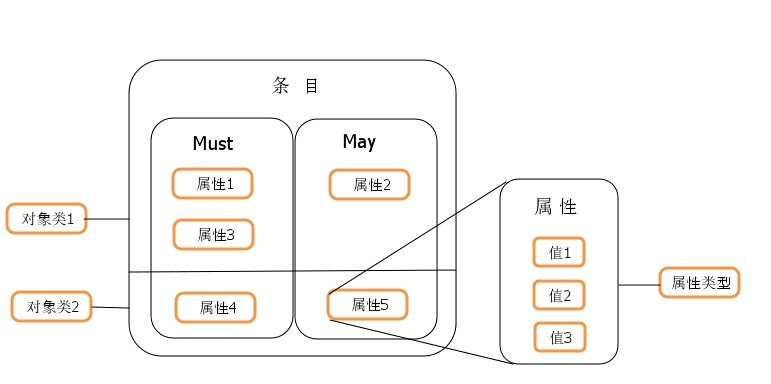 条 目
Must
May
属性1
属性2
属性3
对象类1
属性4
属性5
对象类2
属 性
值1
值2
值3
属性类型